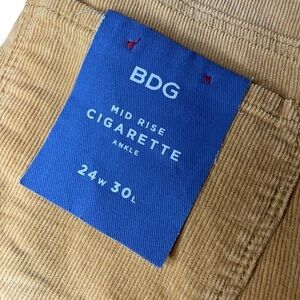 BDG
MID RISE
CIGARETTE
ANKLE
24W 30L